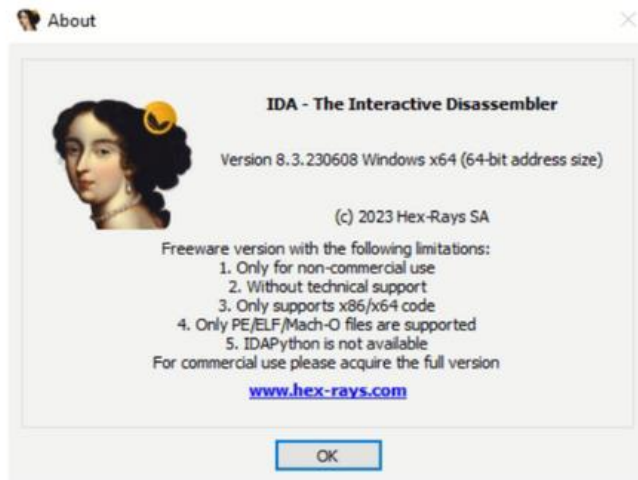 About
IDA - The Interactive Disassembler
Version 8.3.230608 Windows x64 (64-bit address size)
(c) 2023 Hex-Rays SA
Freeware version with the following limitations:
1. Only for non-commercial use
2. Without technical support
3. Only supports x86/x64 code
4. Only PE/ELF/Mach-O files are supported
5. IDAPython is not available
For commercial use please acquire the full version
www.hex-rays.com
OK